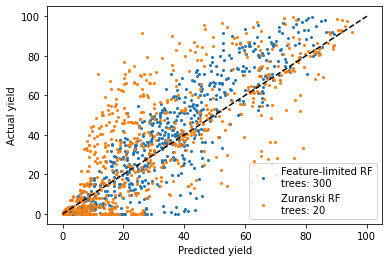 100
80
60
40
20
0
Actual yield
Feature-limited RF
trees: 300
Zuranski RF
trees: 20
0 20 40 60 80 100
Predicted yield